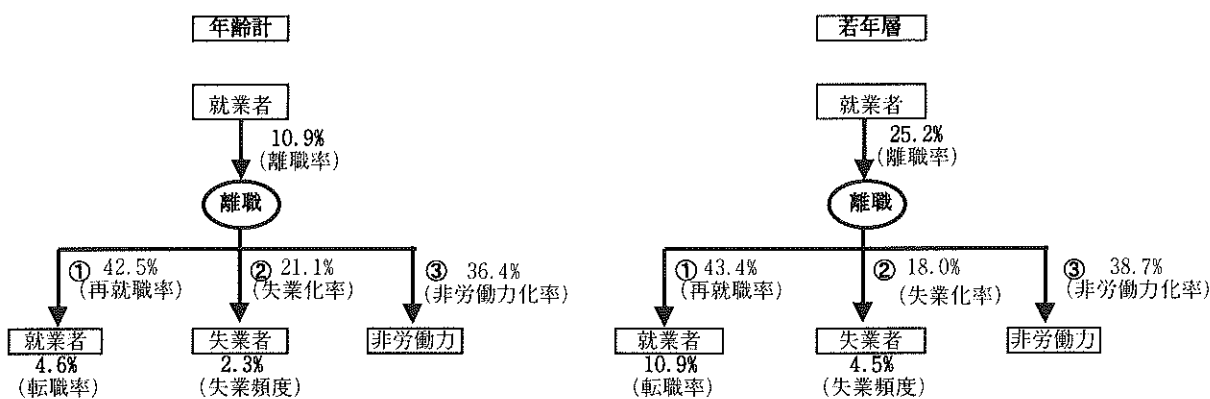 年齢計
就業者
10.9%
(離職率)
離職
① 42.5%
(再就職率)
② 21.1%
(失業化率)
③ 36.4%
(非労働力化率)
就業者
4.6%
(転職率)
失業者
2.3%
(失業頻度)
非労働力
若年層
就業者
25.2%
(離職率)
離職
① 43.4%
(再就職率)
② 18.0%
(失業化率)
③ 38.7%
(非労働力化率)
就業者
10.9%
(転職率)
失業者
4.5%
(失業頻度)
非労働力